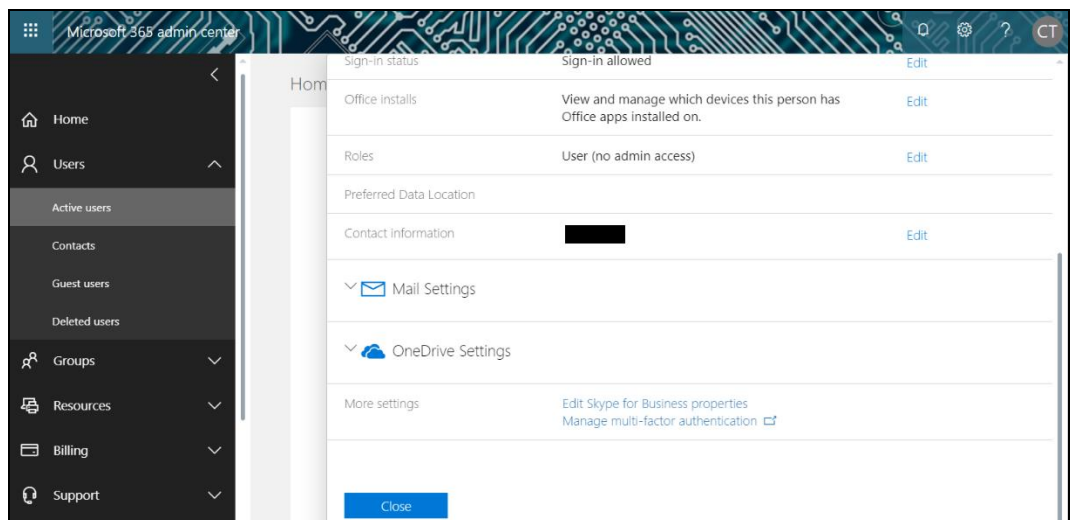 Microsoft 365 admin center
?
CT
Home
Users
Active users
Contacts
Guest users
Deleted users
Groups
Resources
Billing
Support
Hom
Sign-in status
Sign-in allowed
Edit
Office installs
View and manage which devices this person has
Office apps installed on.
Edit
Roles
User (no admin access)
Edit
Preferred Data Location
Contact information
Edit
Mail Settings
OneDrive Settings
More settings
Edit Skype for Business properties
Manage multi-factor authentication
Close